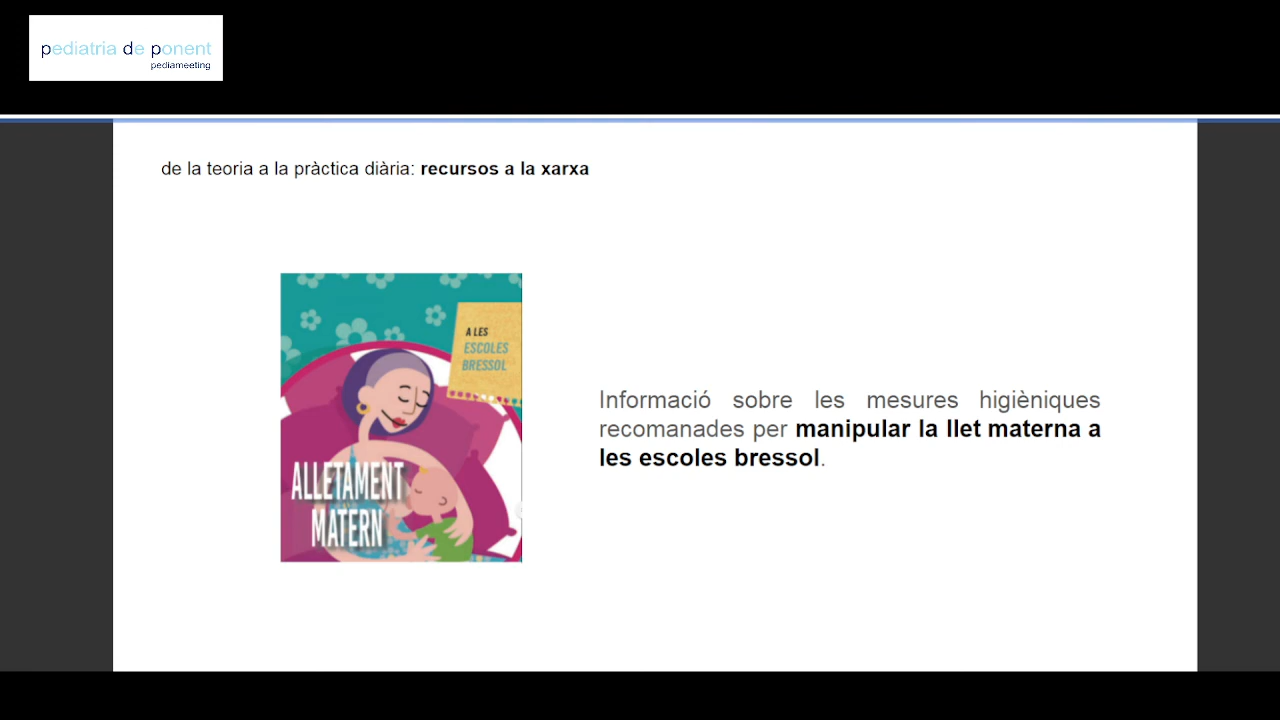 pediatria de ponent
pediameeting
de la teoria a la pràctica diària: recursos a la xarxa
A LES
ESCOLES
BRESSOL
ALLETAMENT
MATERN
Informació sobre les mesures higièniques
recomanades per manipular la llet materna a
les escoles bressol.